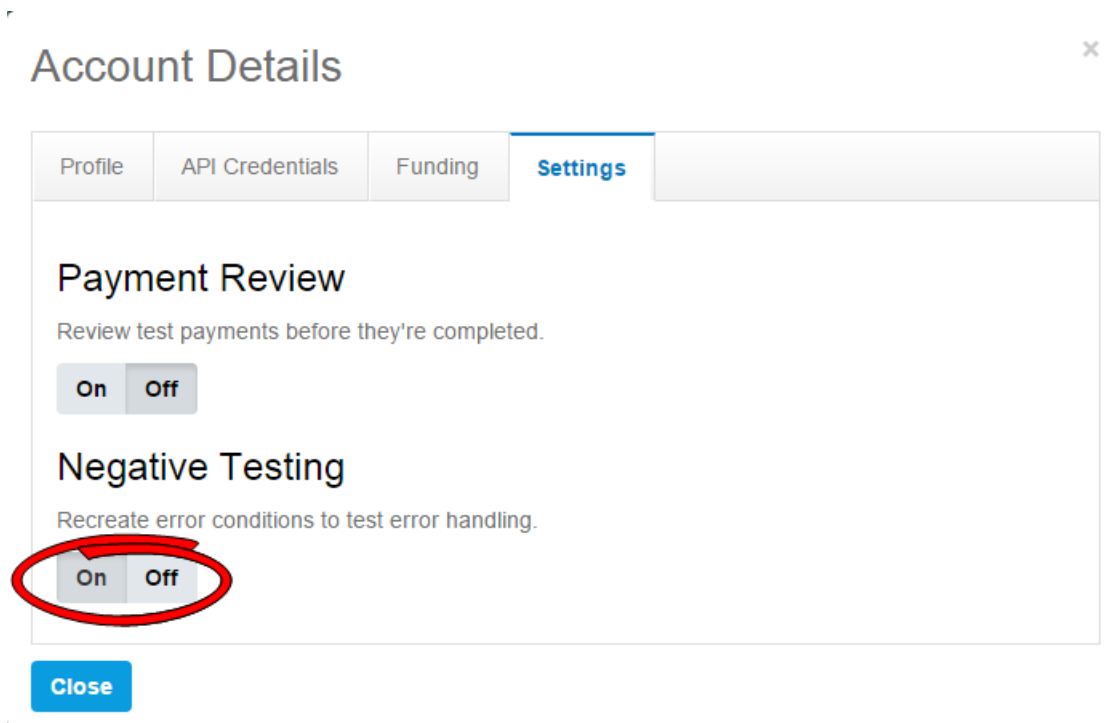 Account Details
×
Profile API Credentials Funding Settings
Payment Review
Review test payments before they're completed.
On Off
Negative Testing
Recreate error conditions to test error handling.
On Off
Close